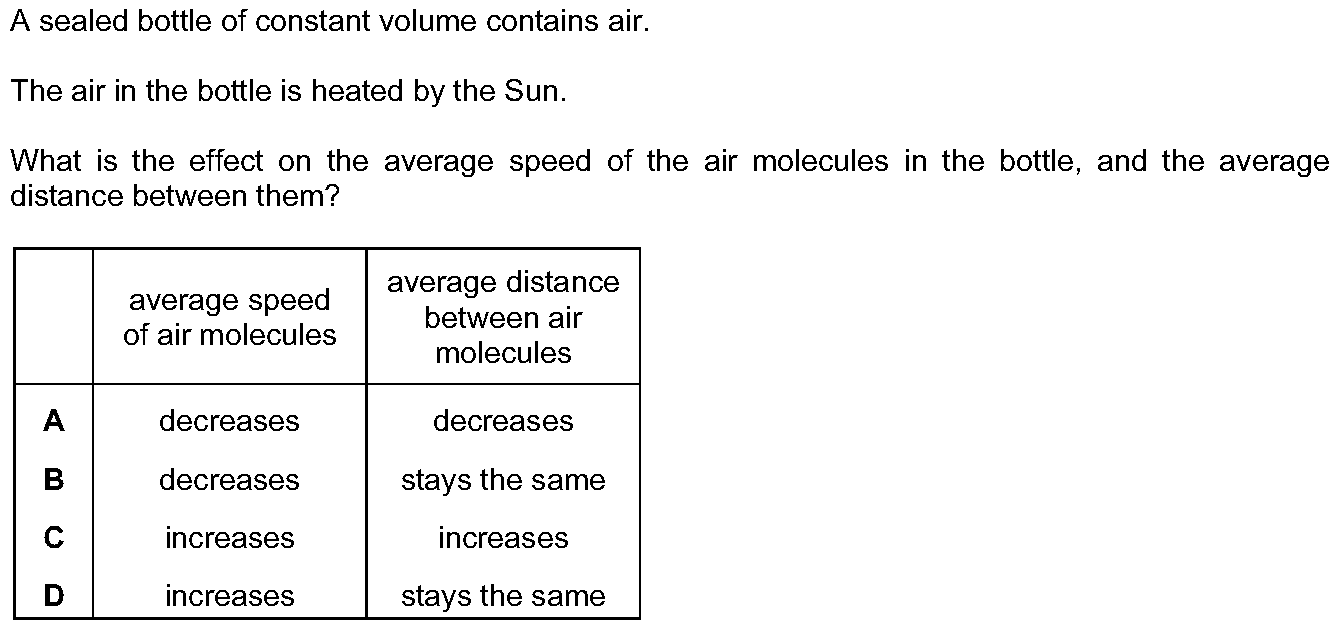 A sealed bottle of constant volume contains air.
The air in the bottle is heated by the Sun.
What is the effect on the average speed of the air molecules in the bottle, and the average
distance between them?
average speed
of air molecules
average distance
between air
molecules
A decreases decreases
B decreases stays the same
C increases increases
D increases stays the same